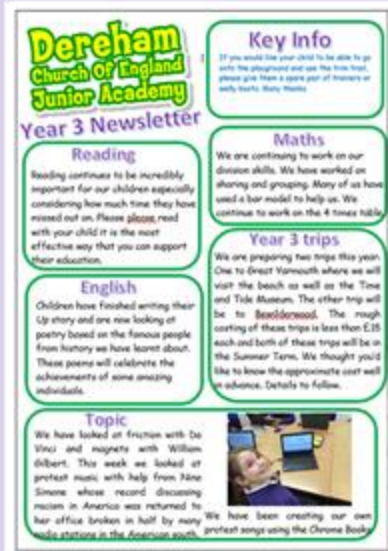 Dereham
Church Of England
Junior Academy
Year 3 Newsletter
Key Info
If you would like your child to be able to go
onto the playground and use the trim trail,
please give them a spare pair of trainers or
welly boots. Many thanks
Reading
Reading continues to be incredibly
important for our children especially
considering how much time they have
missed out on. Please please read
with your child it is the most
effective way that you can support
their education.
Maths
We are continuing to work on our
division skills. We have worked on
sharing and grouping. Many of us have
used a bar model to help us. We
continue to work on the 4 times table
English
Children have finished writing their
Up story and are now looking at
poetry based on the famous people
from history we have learnt about.
These poems will celebrate the
achievements of some amazing
individuals.
Year 3 trips
We are preparing two trips this year.
One to Great Yarmouth where we will
visit the beach as well as the Time
and Tide Museum. The other trip will
be to Bewilderwood. The rough
costing of these trips is less than £15
each and both of these trips will be in
the Summer Term. We thought you'd
like to know the approximate cost well
in advance. Details to follow.
Topic
We have looked at friction with Da
Vinci and magnets with William
Gilbert. This week we looked at
protest music with help from Nina
Simone whose record discussing
racism in America was returned to
her office broken in half by many
radio stations in the American south.
We have been creating our own
protest songs using the Chrome Books